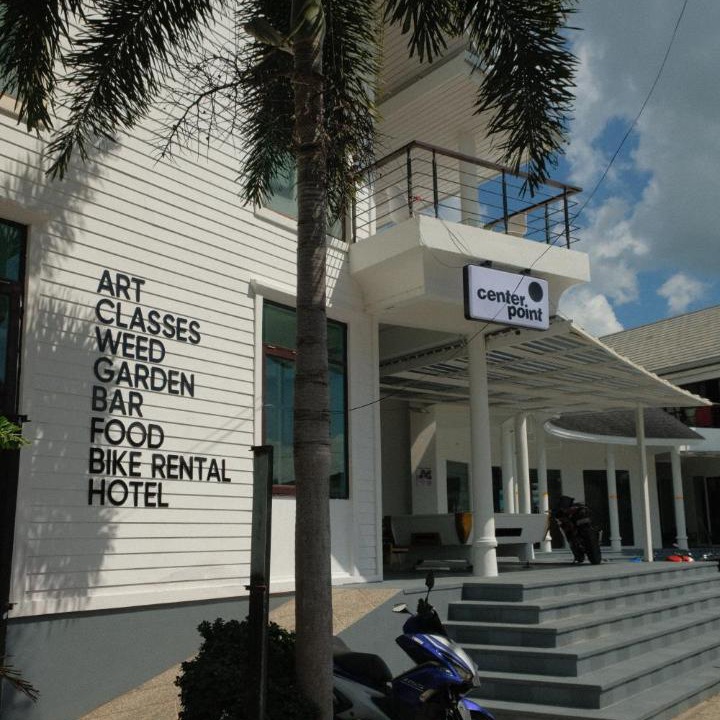 ART
CLASSES
WEED
GARDEN
BAR
FOOD
BIKE RENTAL
HOTEL
center
point